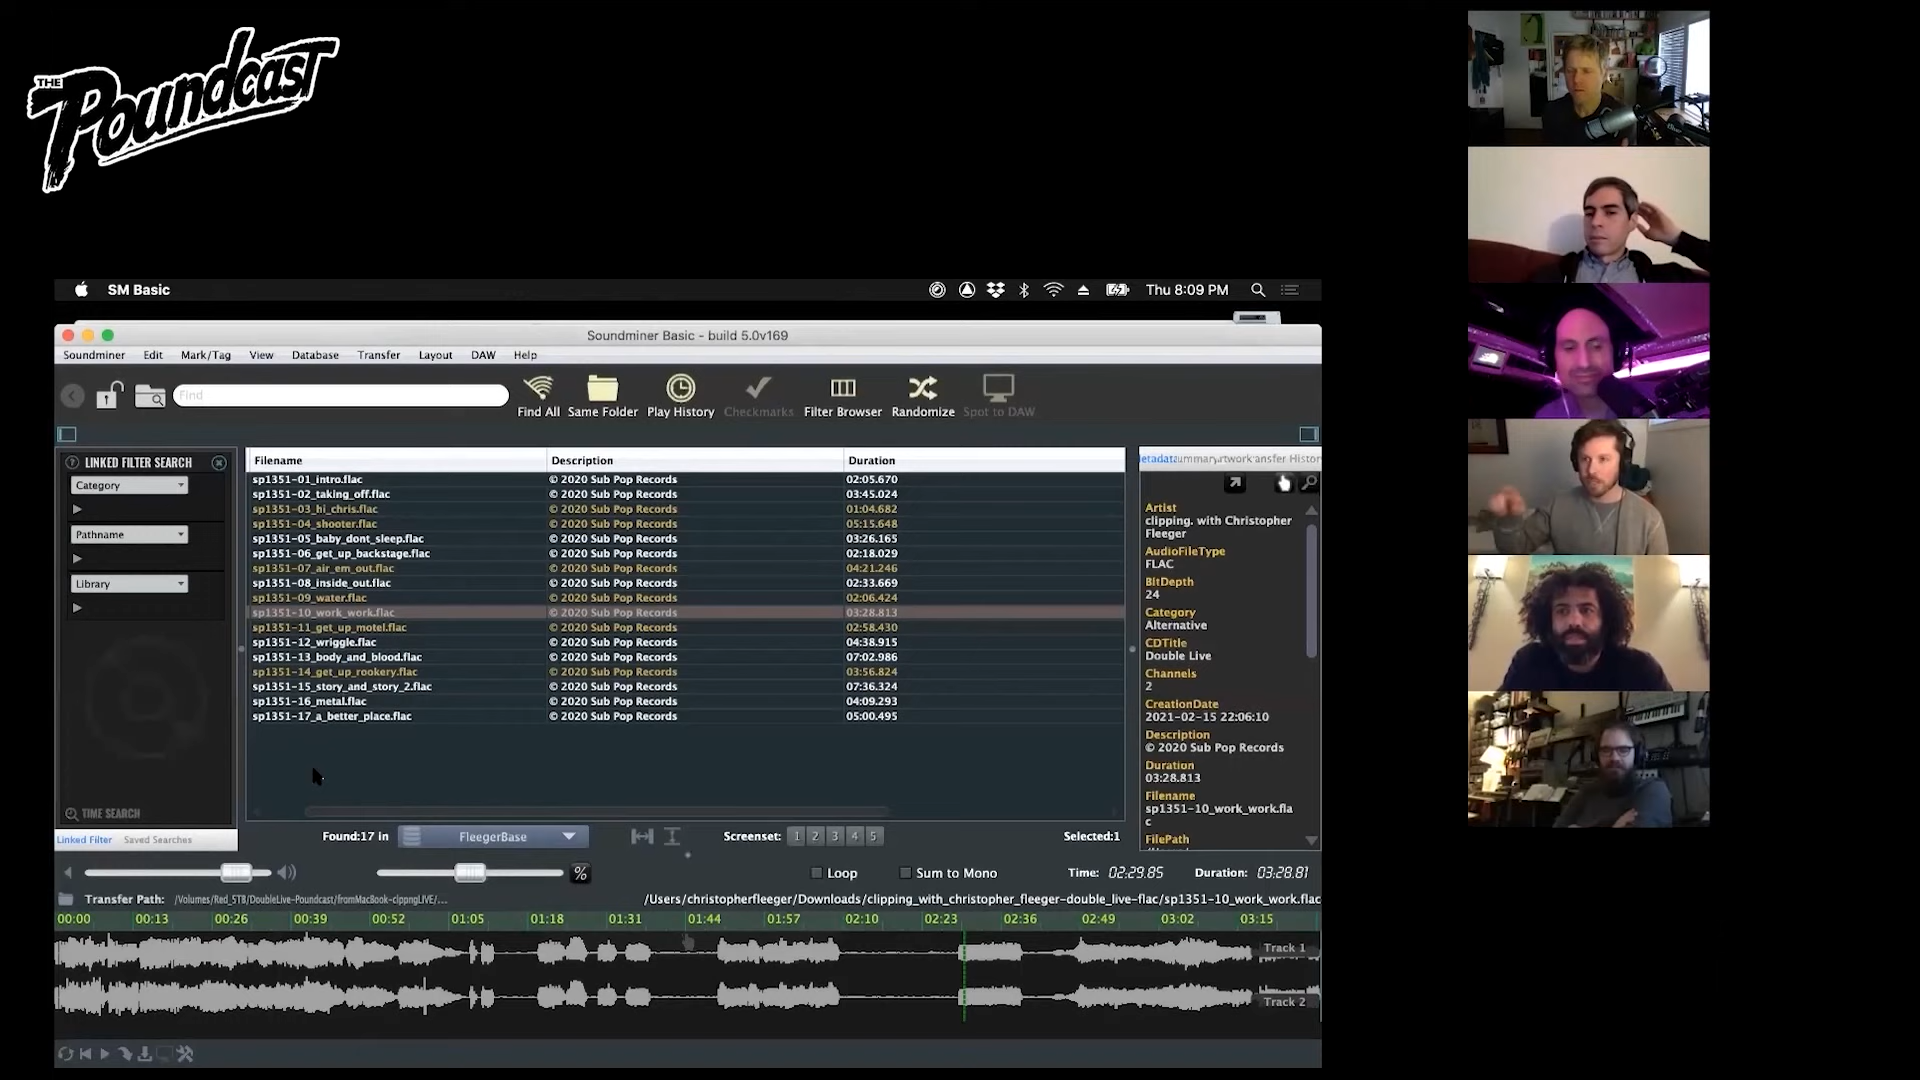 THE Poundcast
SM Basic
Thu 8:09 PM
Soundminer Basic - build 5.0v169
Soundminer Edit Mark/Tag View Database Transfer Layout DAW Help
Find
Find All Same Folder Play History Checkmarks Filter Browser Randomize Spot to DAW
LINKED FILTER SEARCH
Category
Pathname
Library
TIME SEARCH
Linked Filter Saved Searches
Filename Description Duration
sp1351-01_intro.flac © 2020 Sub Pop Records 02:05.670
sp1351-02_taking_off.flac © 2020 Sub Pop Records 03:45.024
sp1351-03_hi_chris.flac © 2020 Sub Pop Records 01:04.682
sp1351-04_shooter.flac © 2020 Sub Pop Records 05:15.648
sp1351-05_baby_dont_sleep.flac © 2020 Sub Pop Records 03:26.165
sp1351-06_get_up_backstage.flac © 2020 Sub Pop Records 02:18.029
sp1351-07_air_em_out.flac © 2020 Sub Pop Records 04:21.246
sp1351-08_inside_out.flac © 2020 Sub Pop Records 02:33.669
sp1351-09_water.flac © 2020 Sub Pop Records 02:06.424
sp1351-10_work_work.flac © 2020 Sub Pop Records 03:28.813
sp1351-11_get_up_motel.flac © 2020 Sub Pop Records 02:58.430
sp1351-12_wriggle.flac © 2020 Sub Pop Records 04:38.915
sp1351-13_body_and_blood.flac © 2020 Sub Pop Records 07:02.986
sp1351-14_get_up_rookery.flac © 2020 Sub Pop Records 03:56.824
sp1351-15_story_and_story_2.flac © 2020 Sub Pop Records 07:36.324
sp1351-16_metal.flac © 2020 Sub Pop Records 04:09.293
sp1351-17_a_better_place.flac © 2020 Sub Pop Records 05:00.495
Artist
clipping. with Christopher
Fleeger
AudioFileType
FLAC
BitDepth
24
Category
Alternative
CDTitle
Double Live
Channels
2
CreationDate
2021-02-15 22:06:10
Description
© 2020 Sub Pop Records
Duration
03:28.813
Filename
sp1351-10_work_work.fla
c
FilePath
Found:17 in FleegerBase Screenset: 1 2 3 4 5 Selected:1
% Loop Sum to Mono Time: 02:29.85 Duration: 03:28.81
Transfer Path: /Volumes/Red_5TB/DoubleLive-Poundcast/fromMacBook-clippngLIVE/... /Users/christopherfleeger/Downloads/clipping_with_christopher_fleeger-double_live-flac/sp1351-10_work_work.flac
00:00 00:13 00:26 00:39 00:52 01:05 01:18 01:31 01:44 01:57 02:10 02:23 02:36 02:49 03:02 03:15
Track 1
Track 2